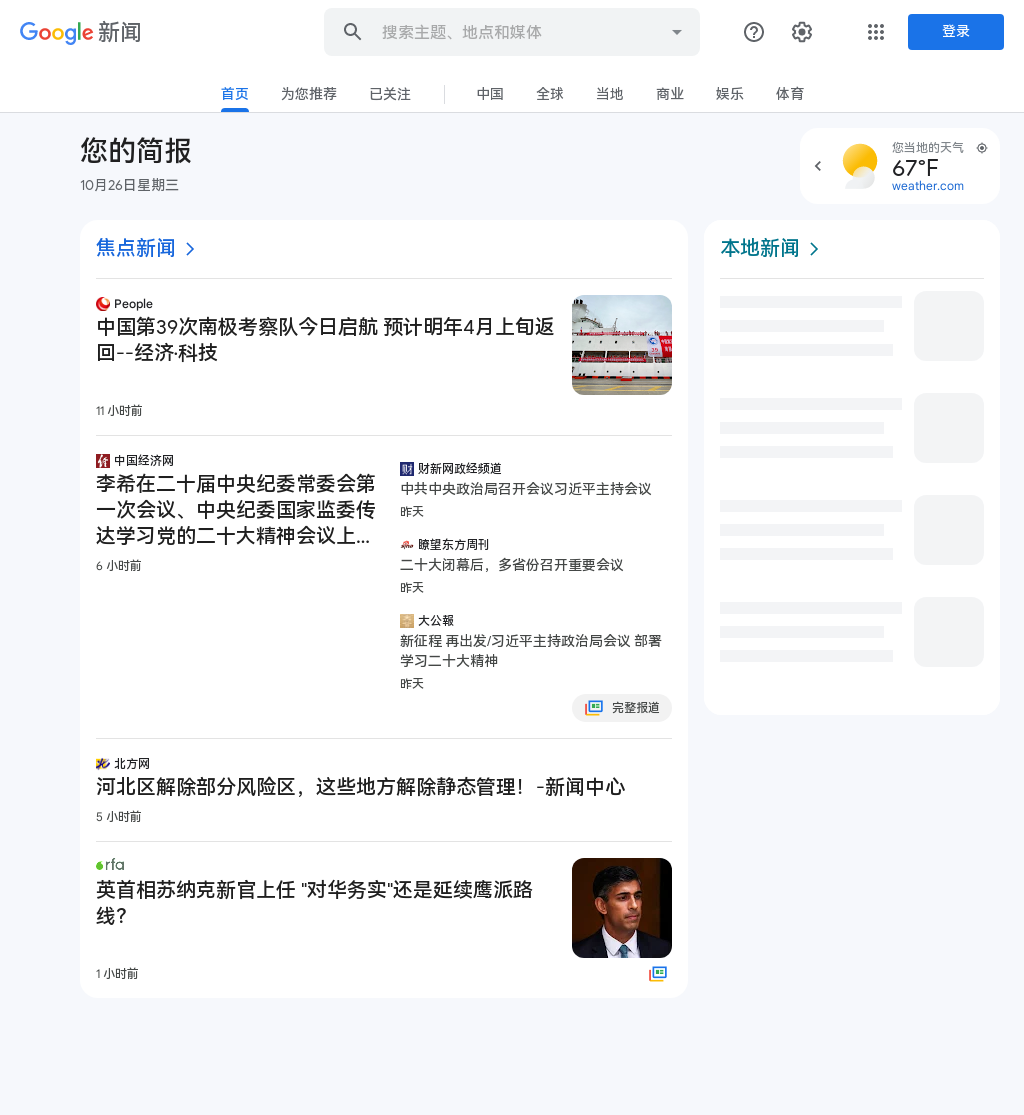 Google 新闻
搜索主题、地点和媒体
登录
首页
为您推荐
已关注
中国
全球
当地
商业
娱乐
体育
您的简报
10月26日星期三
您当地的天气
67°F
weather.com
焦点新闻
People
中国第39次南极考察队今日启航 预计明年4月上旬返
回--经济·科技
11 小时前
中国经济网
李希在二十届中央纪委常委会第
一次会议、中央纪委国家监委传
达学习党的二十大精神会议上...
6 小时前
财新网政经频道
中共中央政治局召开会议习近平主持会议
昨天
瞭望东方周刊
二十大闭幕后，多省份召开重要会议
昨天
大公報
新征程 再出发/习近平主持政治局会议 部署
学习二十大精神
昨天
完整报道
北方网
河北区解除部分风险区，这些地方解除静态管理！-新闻中心
5 小时前
rfa
英首相苏纳克新官上任 "对华务实"还是延续鹰派路
线？
1 小时前
本地新闻